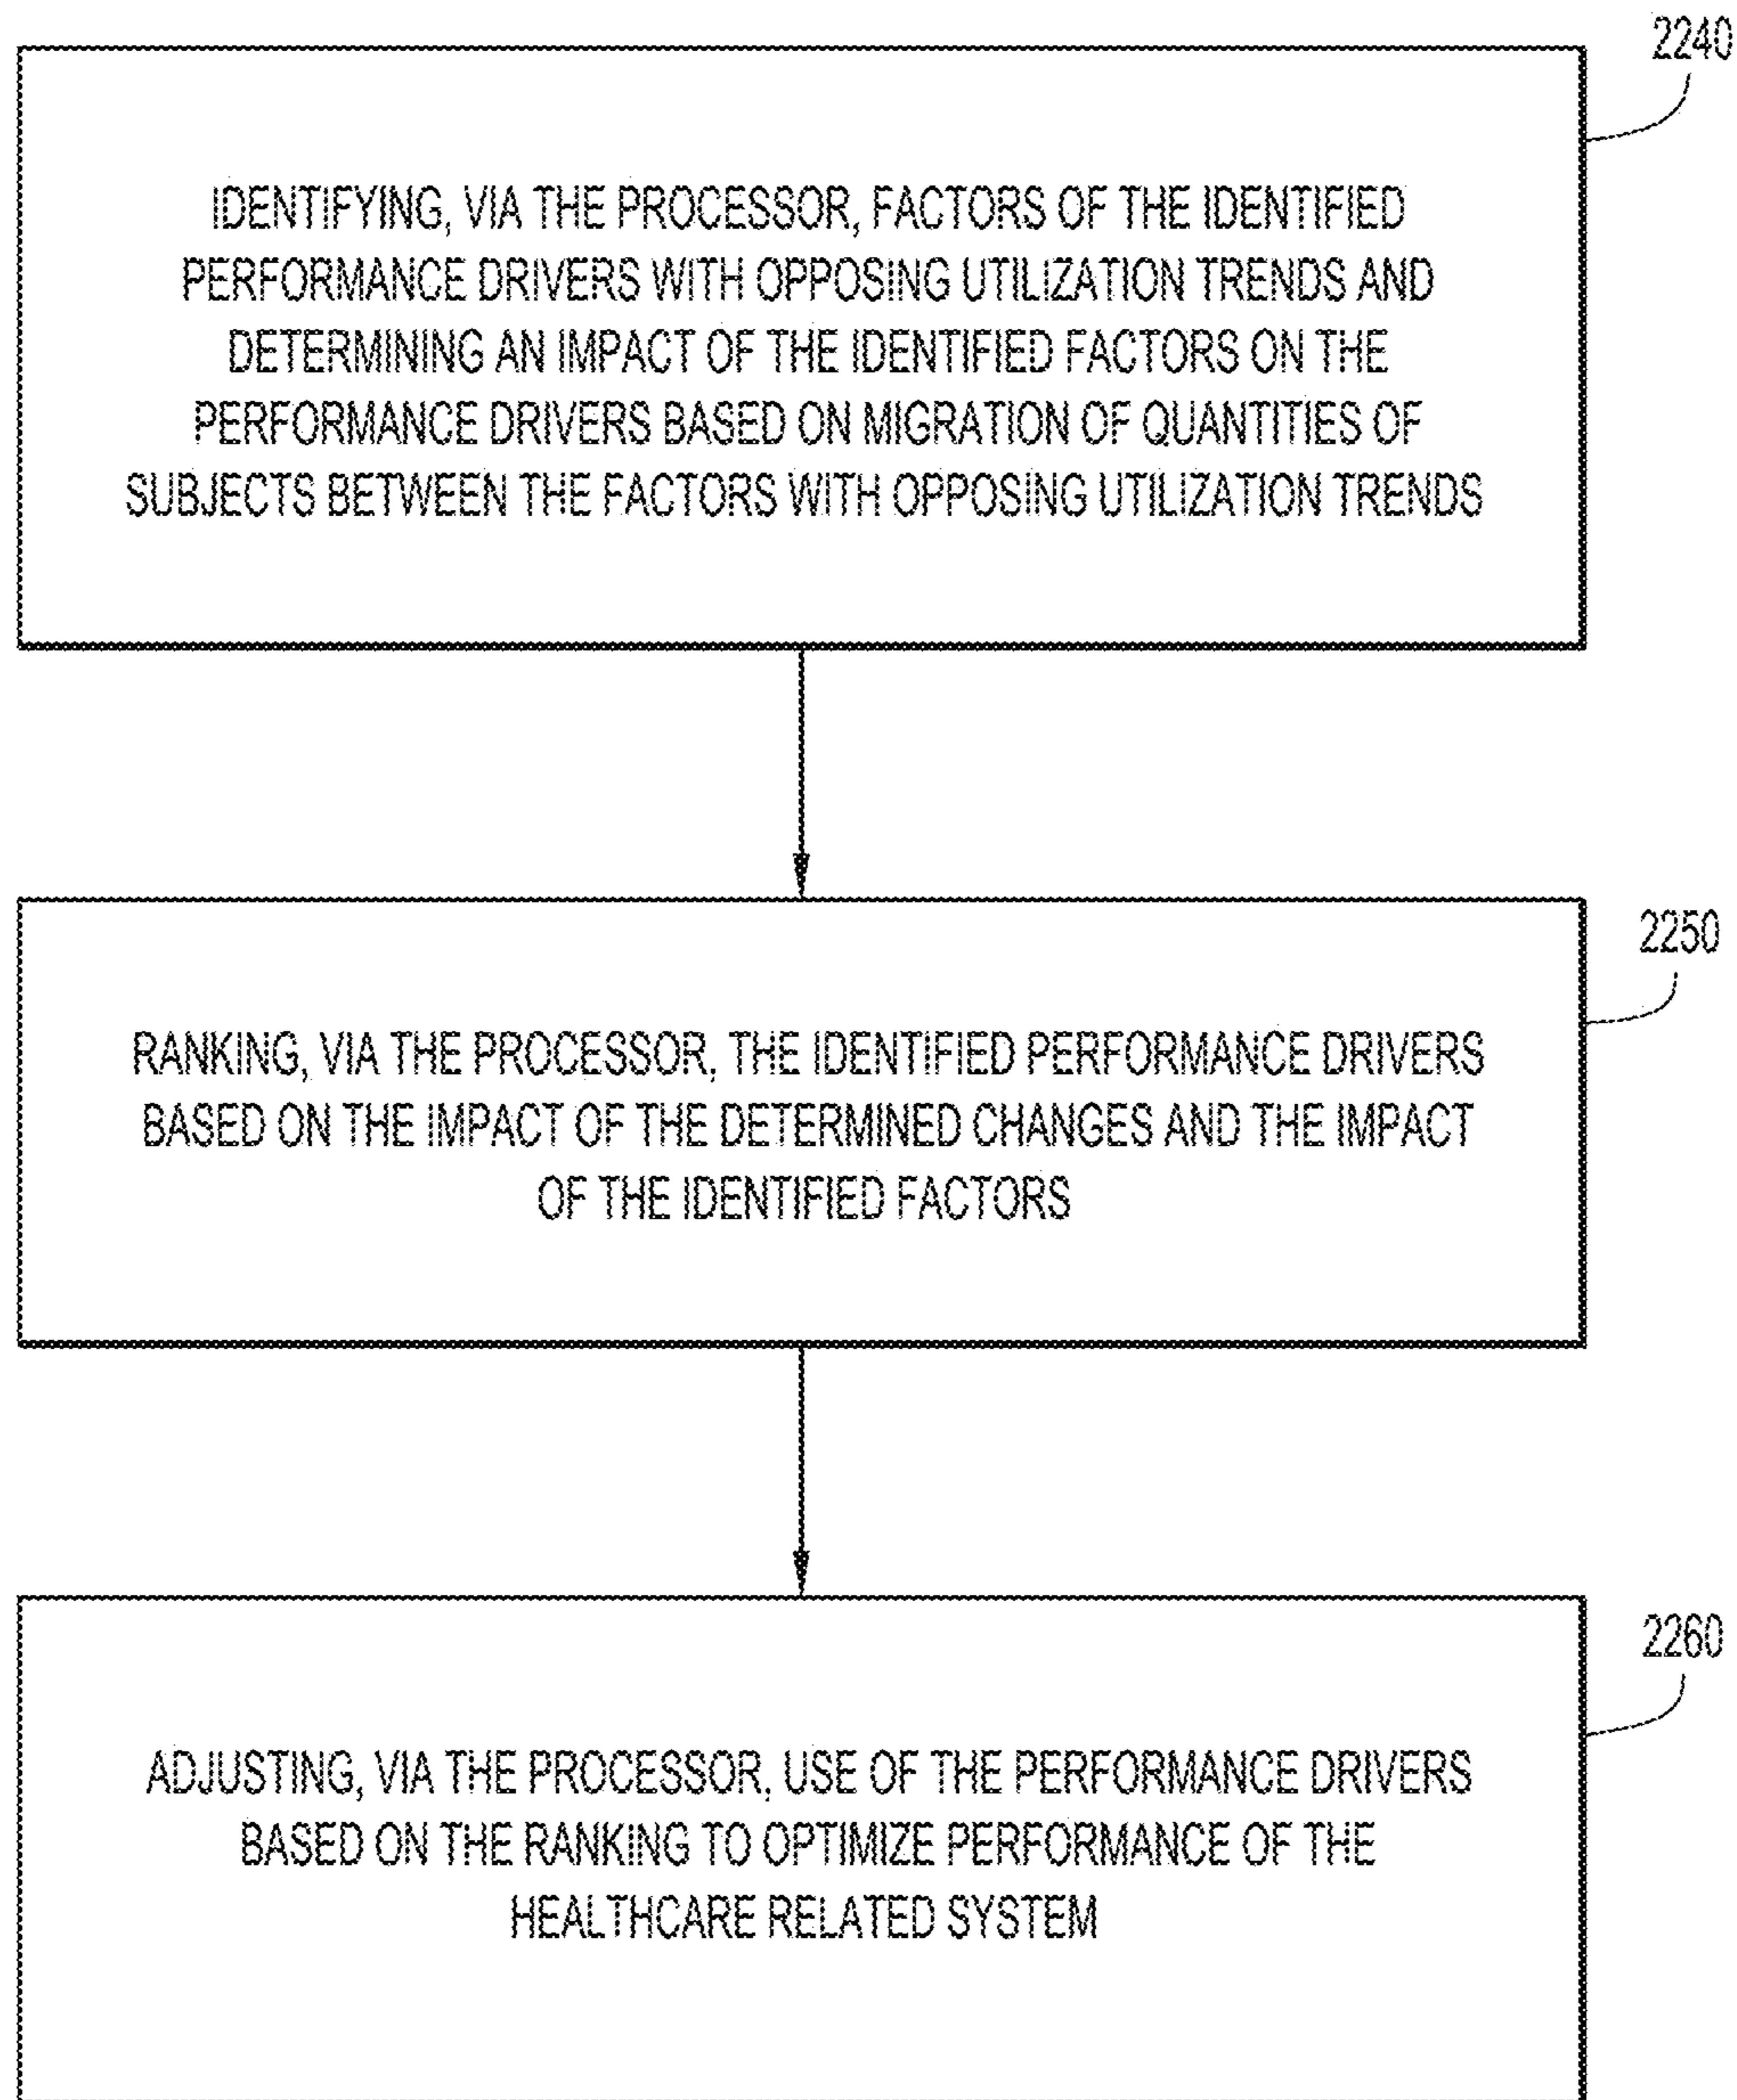 2240
IDENTIFYING, VIA THE PROCESSOR, FACTORS OF THE IDENTIFIED
PERFORMANCE DRIVERS WITH OPPOSING UTILIZATION TRENDS AND
DETERMINING AN IMPACT OF THE IDENTIFIED FACTORS ON THE
PERFORMANCE DRIVERS BASED ON MIGRATION OF QUANTITIES OF
SUBJECTS BETWEEN THE FACTORS WITH OPPOSING UTILIZATION TRENDS
2250
RANKING, VIA THE PROCESSOR, THE IDENTIFIED PERFORMANCE DRIVERS
BASED ON THE IMPACT OF THE DETERMINED CHANGES AND THE IMPACT
OF THE IDENTIFIED FACTORS
2260
ADJUSTING, VIA THE PROCESSOR, USE OF THE PERFORMANCE DRIVERS
BASED ON THE RANKING TO OPTIMIZE PERFORMANCE OF THE
HEALTHCARE RELATED SYSTEM